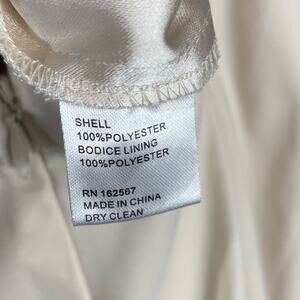 SHELL
100%POLYESTER
BODICE LINING
100%POLYESTER
RN 162567
MADE IN CHINA
DRY CLEAN